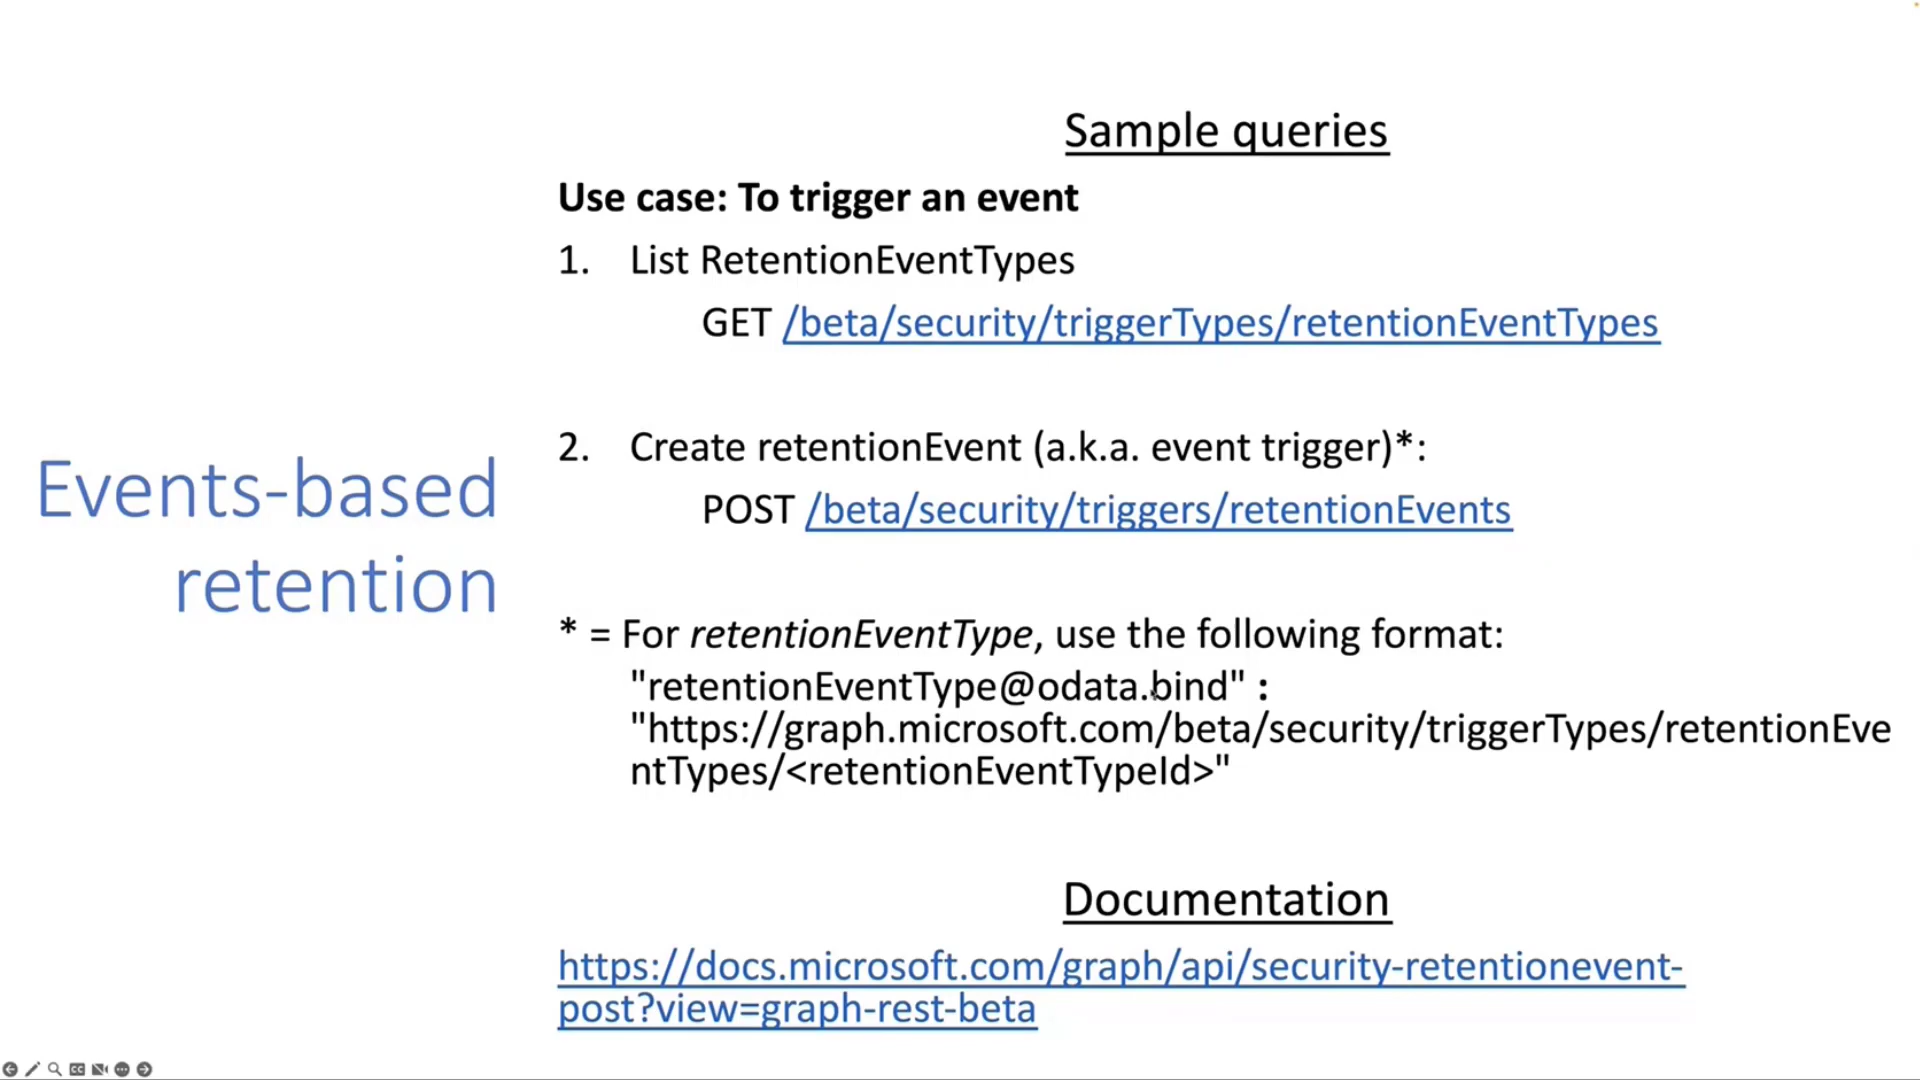 Events-based
retention
Sample queries
Use case: To trigger an event
1. List RetentionEventTypes
GET /beta/security/triggerTypes/retentionEventTypes
2. Create retentionEvent (a.k.a. event trigger)*:
POST /beta/security/triggers/retentionEvents
* = For retentionEventType, use the following format:
"retentionEventType@odata.bind" :
"https://graph.microsoft.com/beta/security/triggerTypes/retentionEve
ntTypes/<retentionEventTypeId>"
Documentation
https://docs.microsoft.com/graph/api/security-retentionevent-
post?view=graph-rest-beta